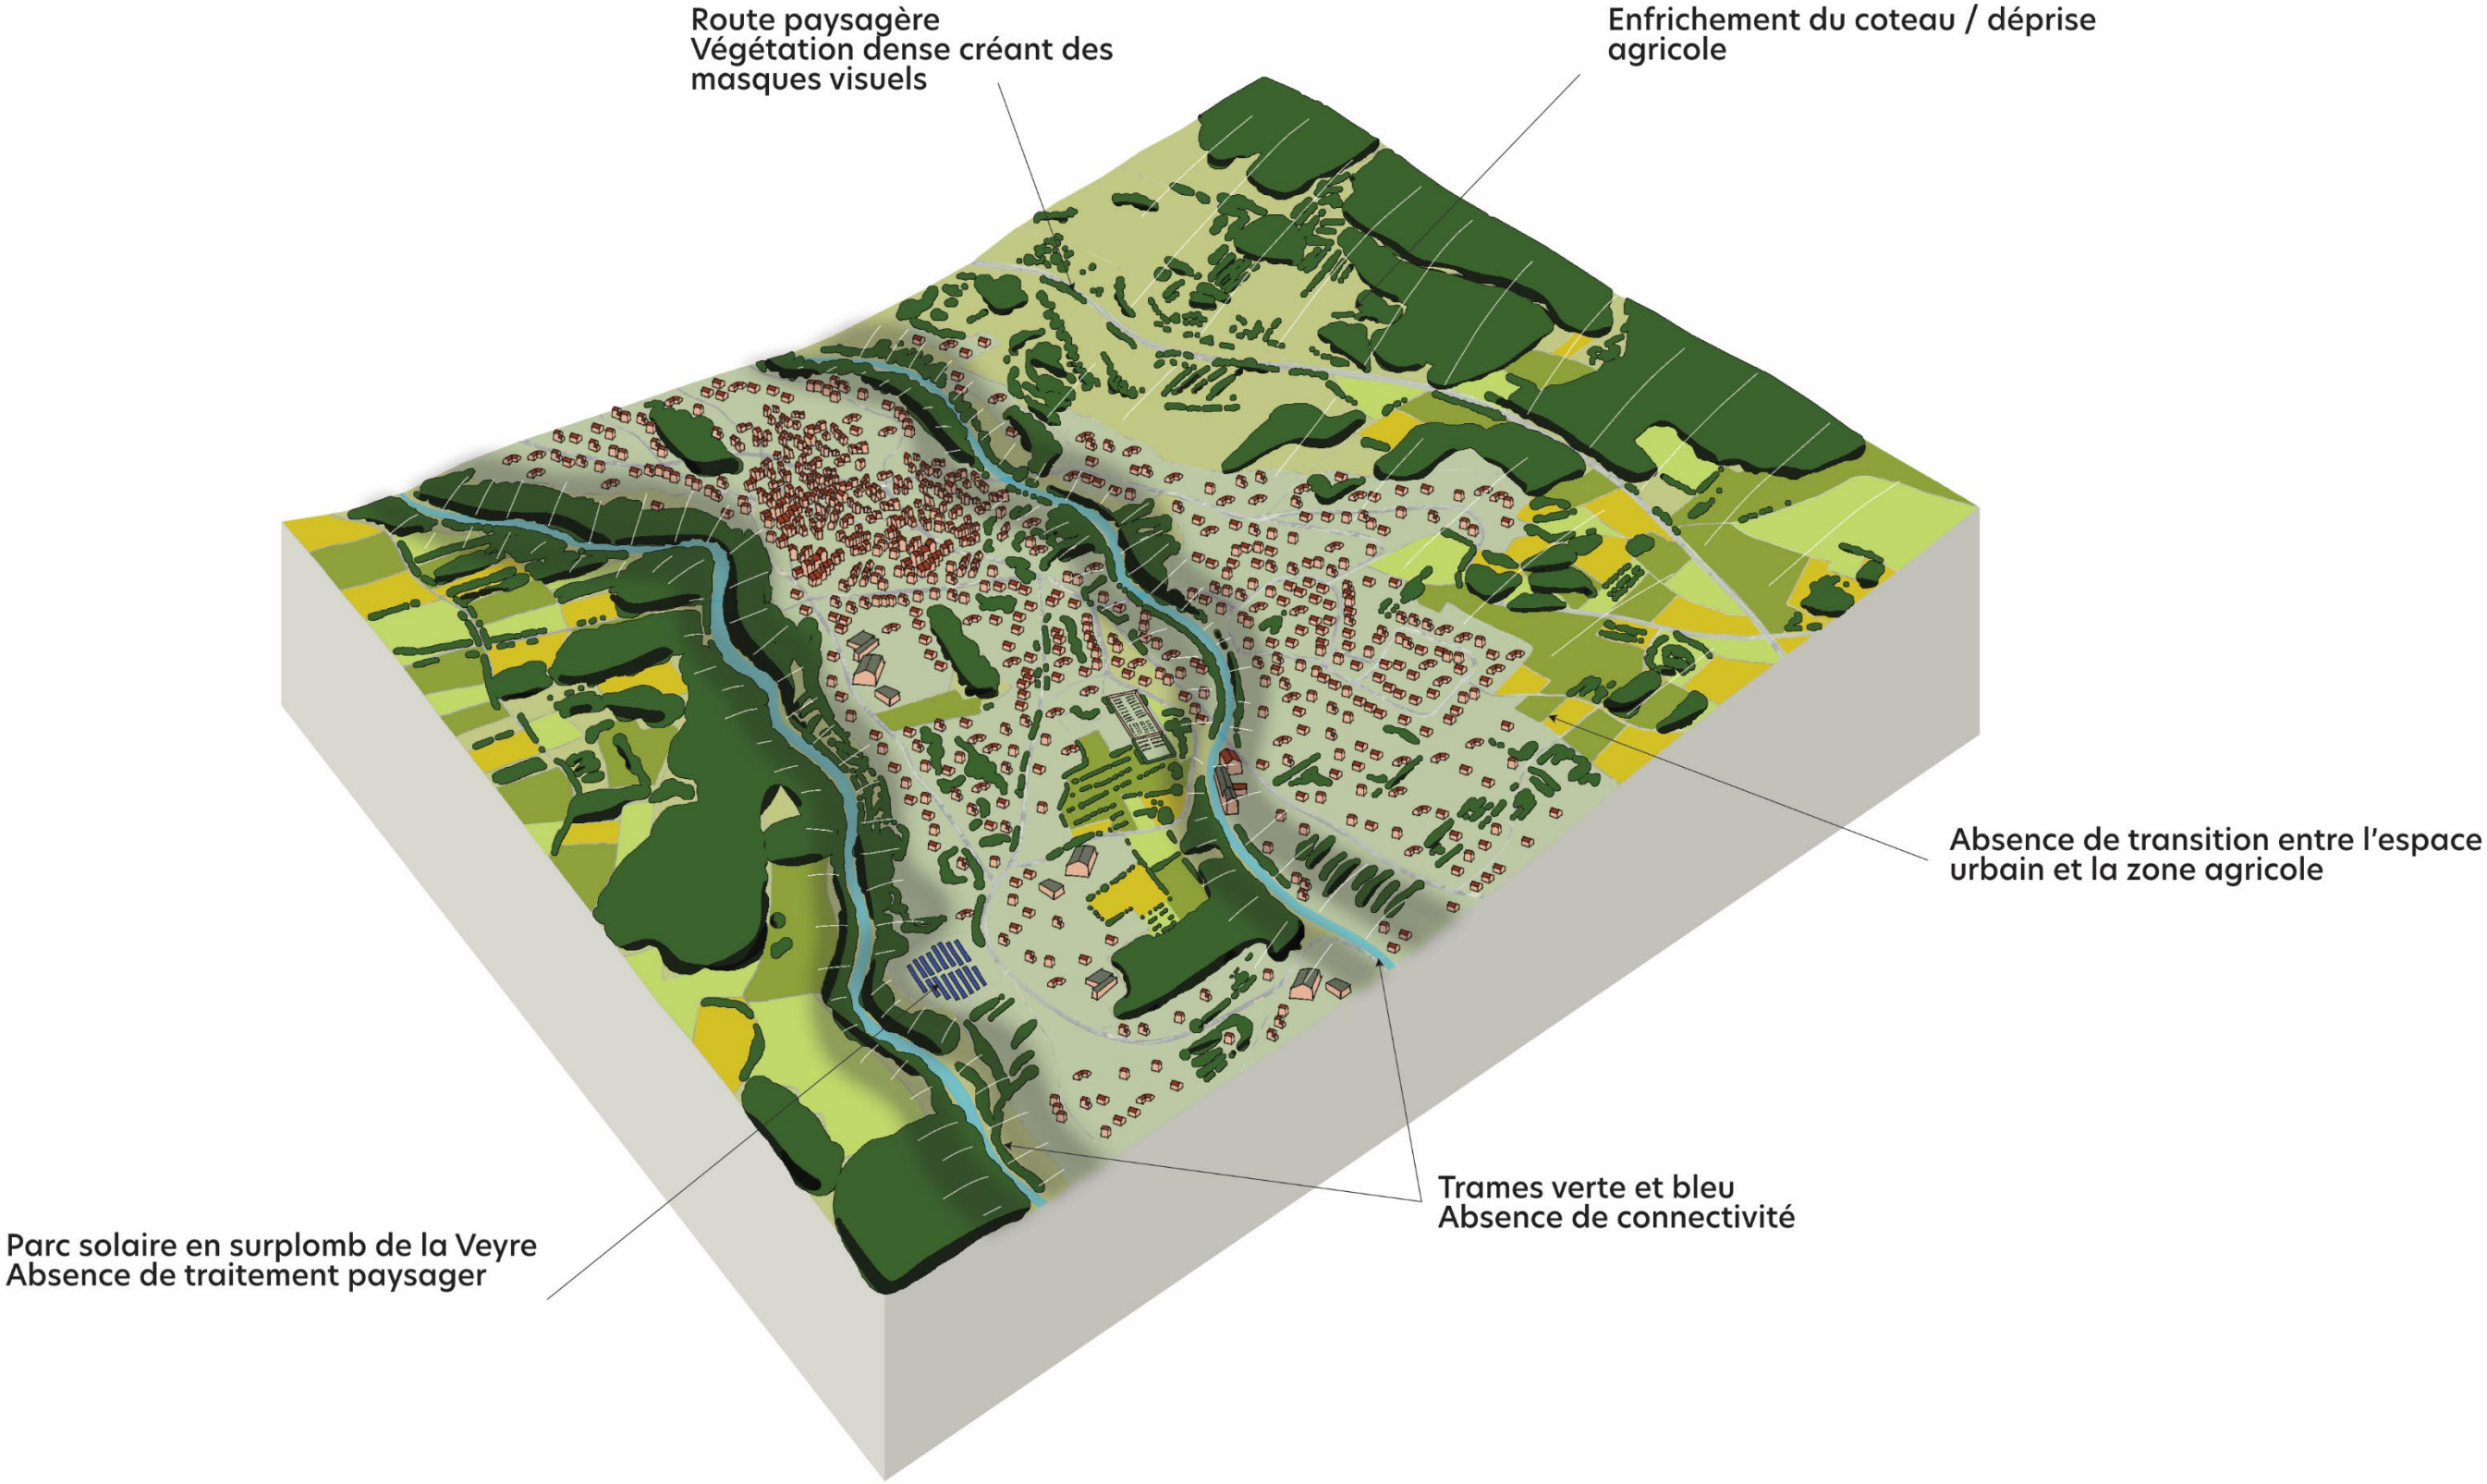 Route paysagère
Végétation dense créant des
masques visuels
Enfrichement du coteau / déprise
agricole
Absence de transition entre l'espace
urbain et la zone agricole
Trames verte et bleu
Absence de connectivité
Parc solaire en surplomb de la Veyre
Absence de traitement paysager